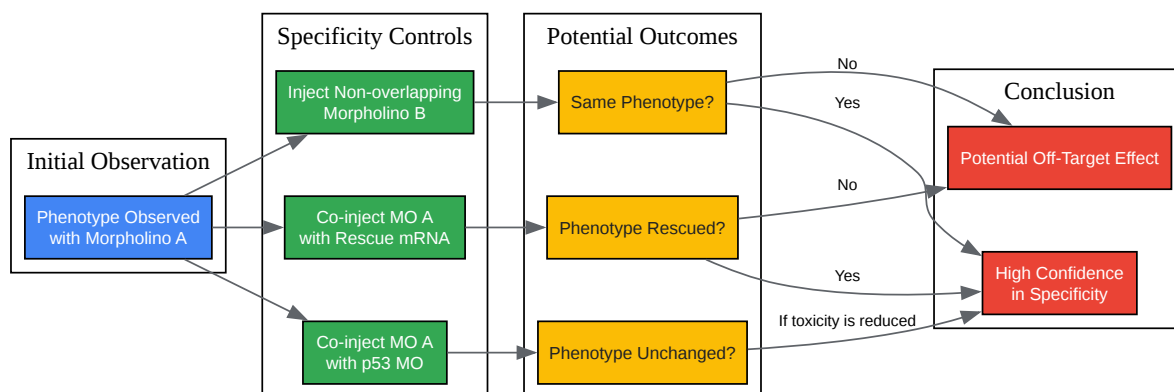 Initial Observation
Phenotype Observed
with Morpholino A
Specificity Controls
Inject Non-overlapping
Morpholino B
Co-inject MO A
with Rescue mRNA
Co-inject MO A
with p53 MO
Potential Outcomes
Same Phenotype?
Phenotype Rescued?
Phenotype Unchanged?
No
Yes
No
Yes
If toxicity is reduced
Conclusion
Potential Off-Target Effect
High Confidence
in Specificity